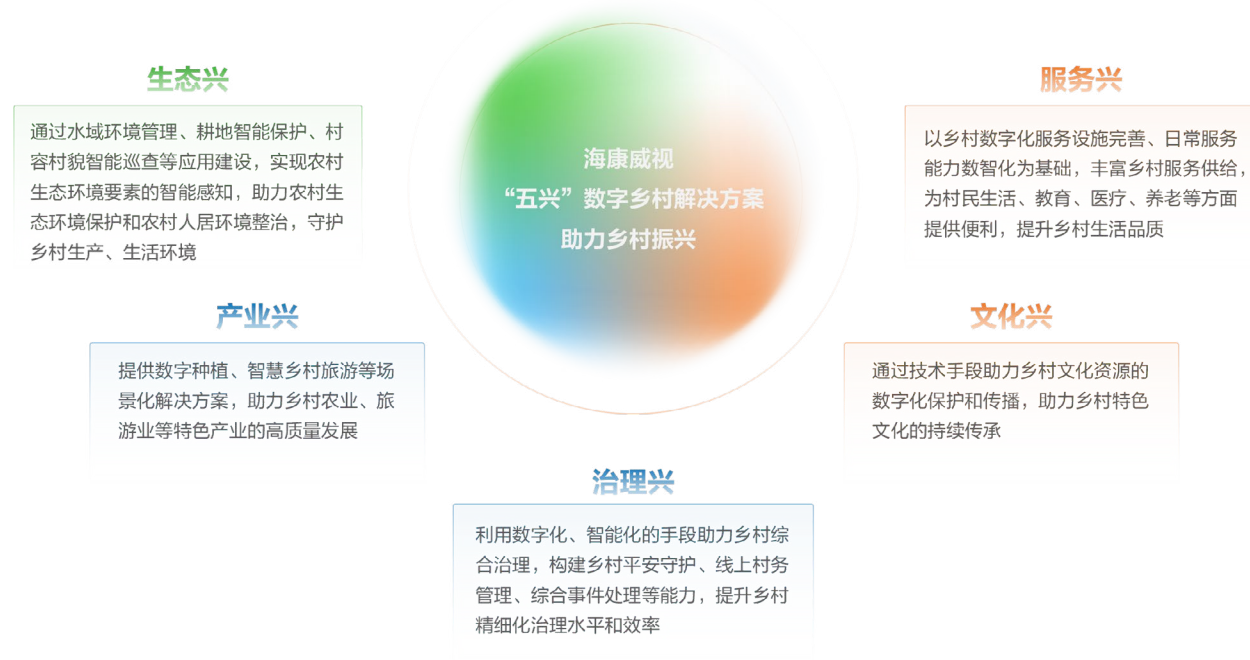 海康威视
“五兴”数字乡村解决方案
助力乡村振兴
生态兴
通过水域环境管理、耕地智能保护、村
容村貌智能巡查等应用建设，实现农村
生态环境要素的智能感知，助力农村生
态环境保护和农村人居环境整治，守护
乡村生产、生活环境
产业兴
提供数字种植、智慧乡村旅游等场
景化解决方案，助力乡村农业、旅
游业等特色产业的高质量发展
治理兴
利用数字化、智能化的手段助力乡村综
合治理，构建乡村平安守护、线上村务
管理、综合事件处理等能力，提升乡村
精细化治理水平和效率
文化兴
通过技术手段助力乡村文化资源的
数字化保护和传播，助力乡村特色
文化的持续传承
服务兴
以乡村数字化服务设施完善、日常服务
能力数智化为基础，丰富乡村服务供给，
为村民生活、教育、医疗、养老等方面
提供便利，提升乡村生活品质